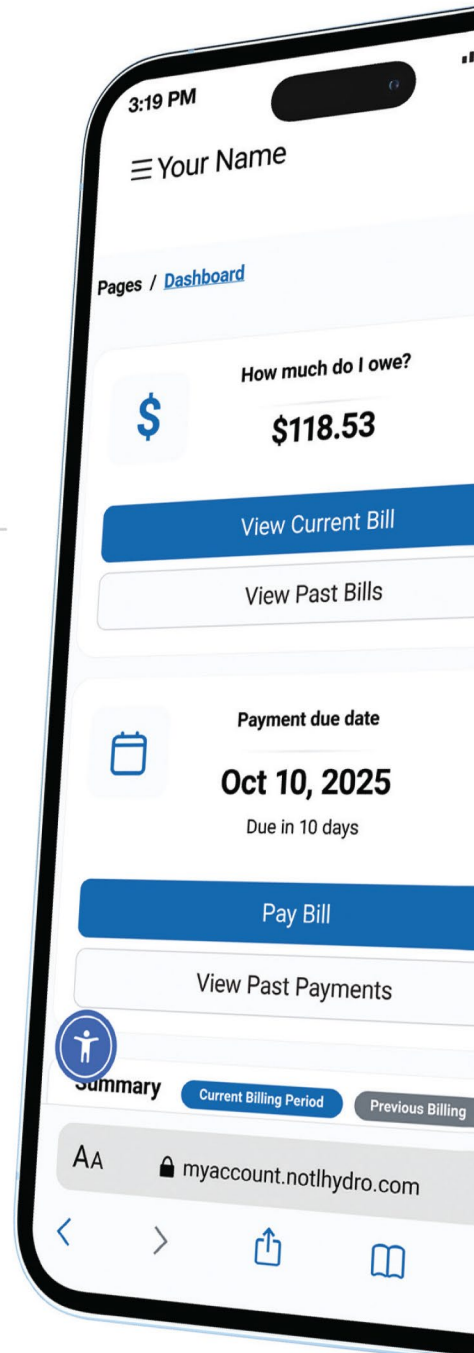 3:19 PM
Your Name
Pages / Dashboard
How much do I owe?
$
$118.53
View Current Bill
View Past Bills
Payment due date
Oct 10, 2025
Due in 10 days
Pay Bill
View Past Payments
Summary Current Billing Period Previous Billing
AA myaccount.notlhydro.com